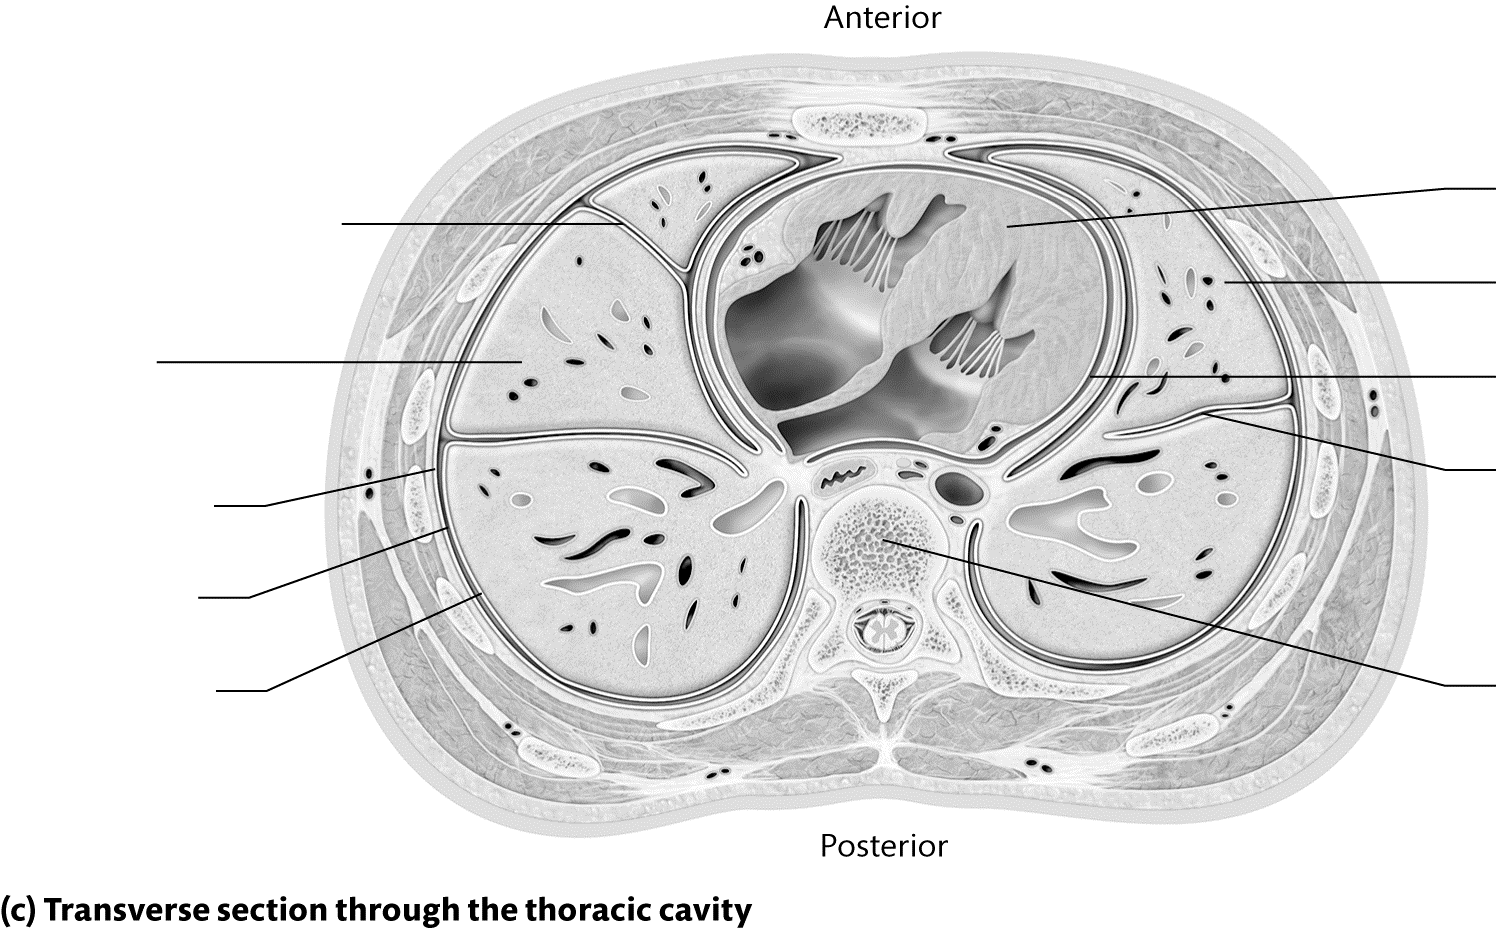 Anterior
Posterior
(c) Transverse section through the thoracic cavity